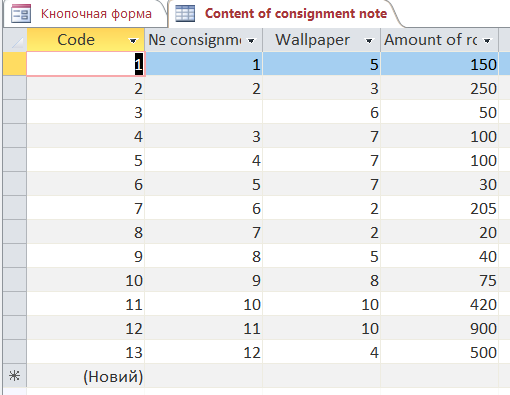 Кнопочная форма Content of consignment note
Code № consignme Wallpaper Amount of ro
1 1 5 150
2 2 3 250
3 6 50
4 3 7 100
5 4 7 100
6 5 7 30
7 6 2 205
8 7 2 20
9 8 5 40
10 9 8 75
11 10 10 420
12 11 10 900
13 12 4 500
(Новий)